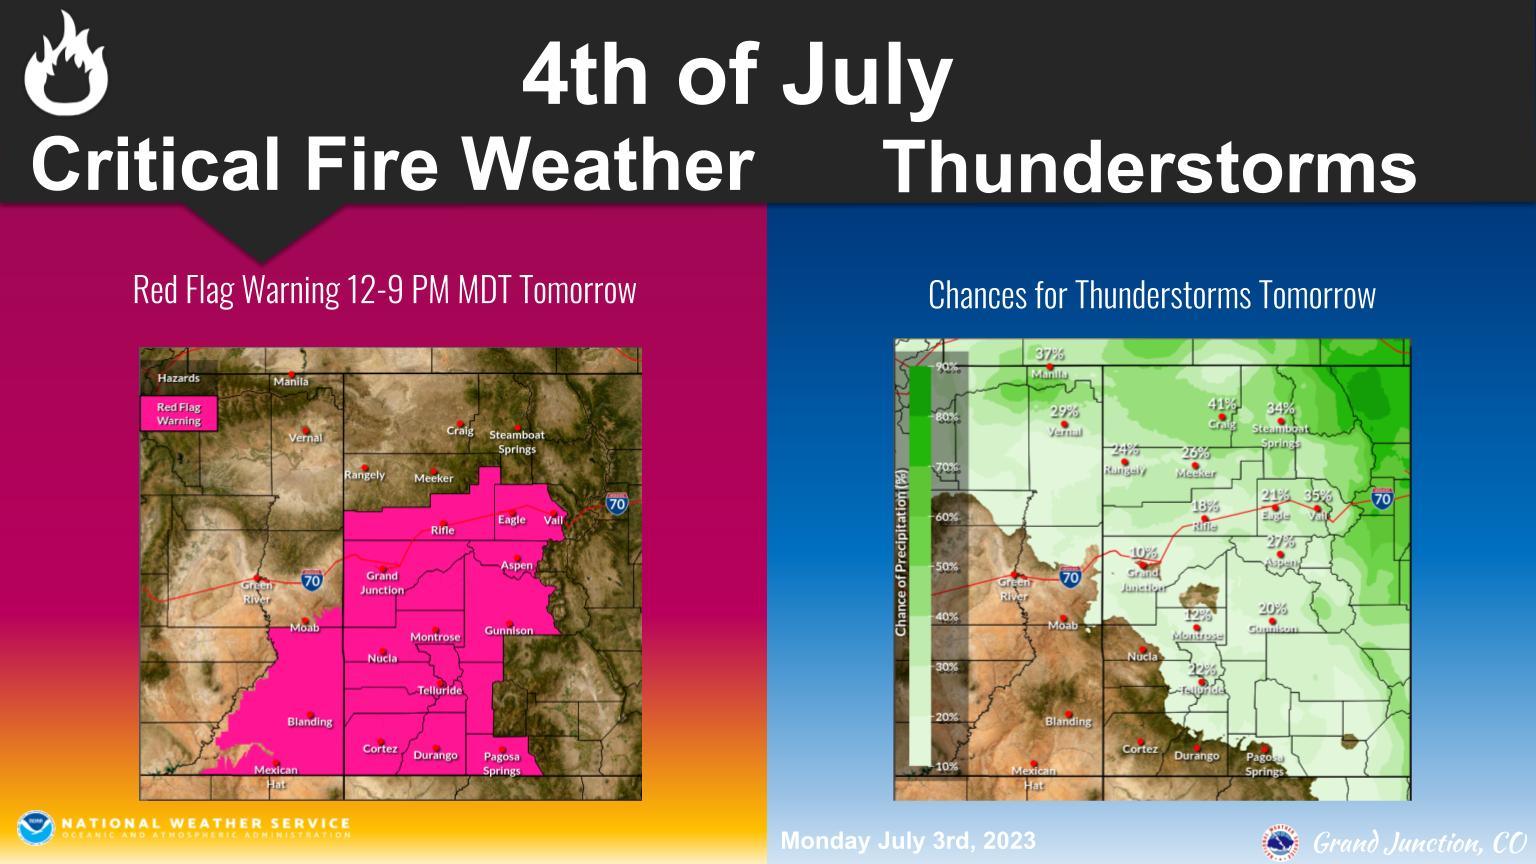 4th of July
Critical Fire Weather
Thunderstorms
Red Flag Warning 12-9 PM MDT Tomorrow
Hazards
Red Flag
Warning
Manila
Vernal
Craig
Steamboat
Springs
Rangely
Meeker
70
Rifle
Eagle
Vail
Aspen
Grand
Junction
70
Green
River
Moab
Montrose
Gunnison
Nucla
Telluride
Blanding
Cortez
Durango
Pagosa
Springs
Mexican
Hat
NATIONAL WEATHER SERVICE
OCEANIC AND ATMOSPHERIC ADMINISTRATION
Chances for Thunderstorms Tomorrow
Chance of Precipitation (%)
90%
80%
70%
60%
50%
40%
30%
20%
10%
37%
Manila
29%
Vernal
41%
Craig
34%
Steamboat
Springs
24%
Rangely
26%
Meeker
18%
Rifle
21%
Eagle
35%
Vail
70
10%
Grand
Junction
27%
Aspen
Green
River
70
Moab
12%
Montrose
20%
Gunnison
Nucla
22%
Telluride
Blanding
Cortez
Durango
Pagosa
Springs
Mexican
Hat
Monday July 3rd, 2023
Grand Junction, CO